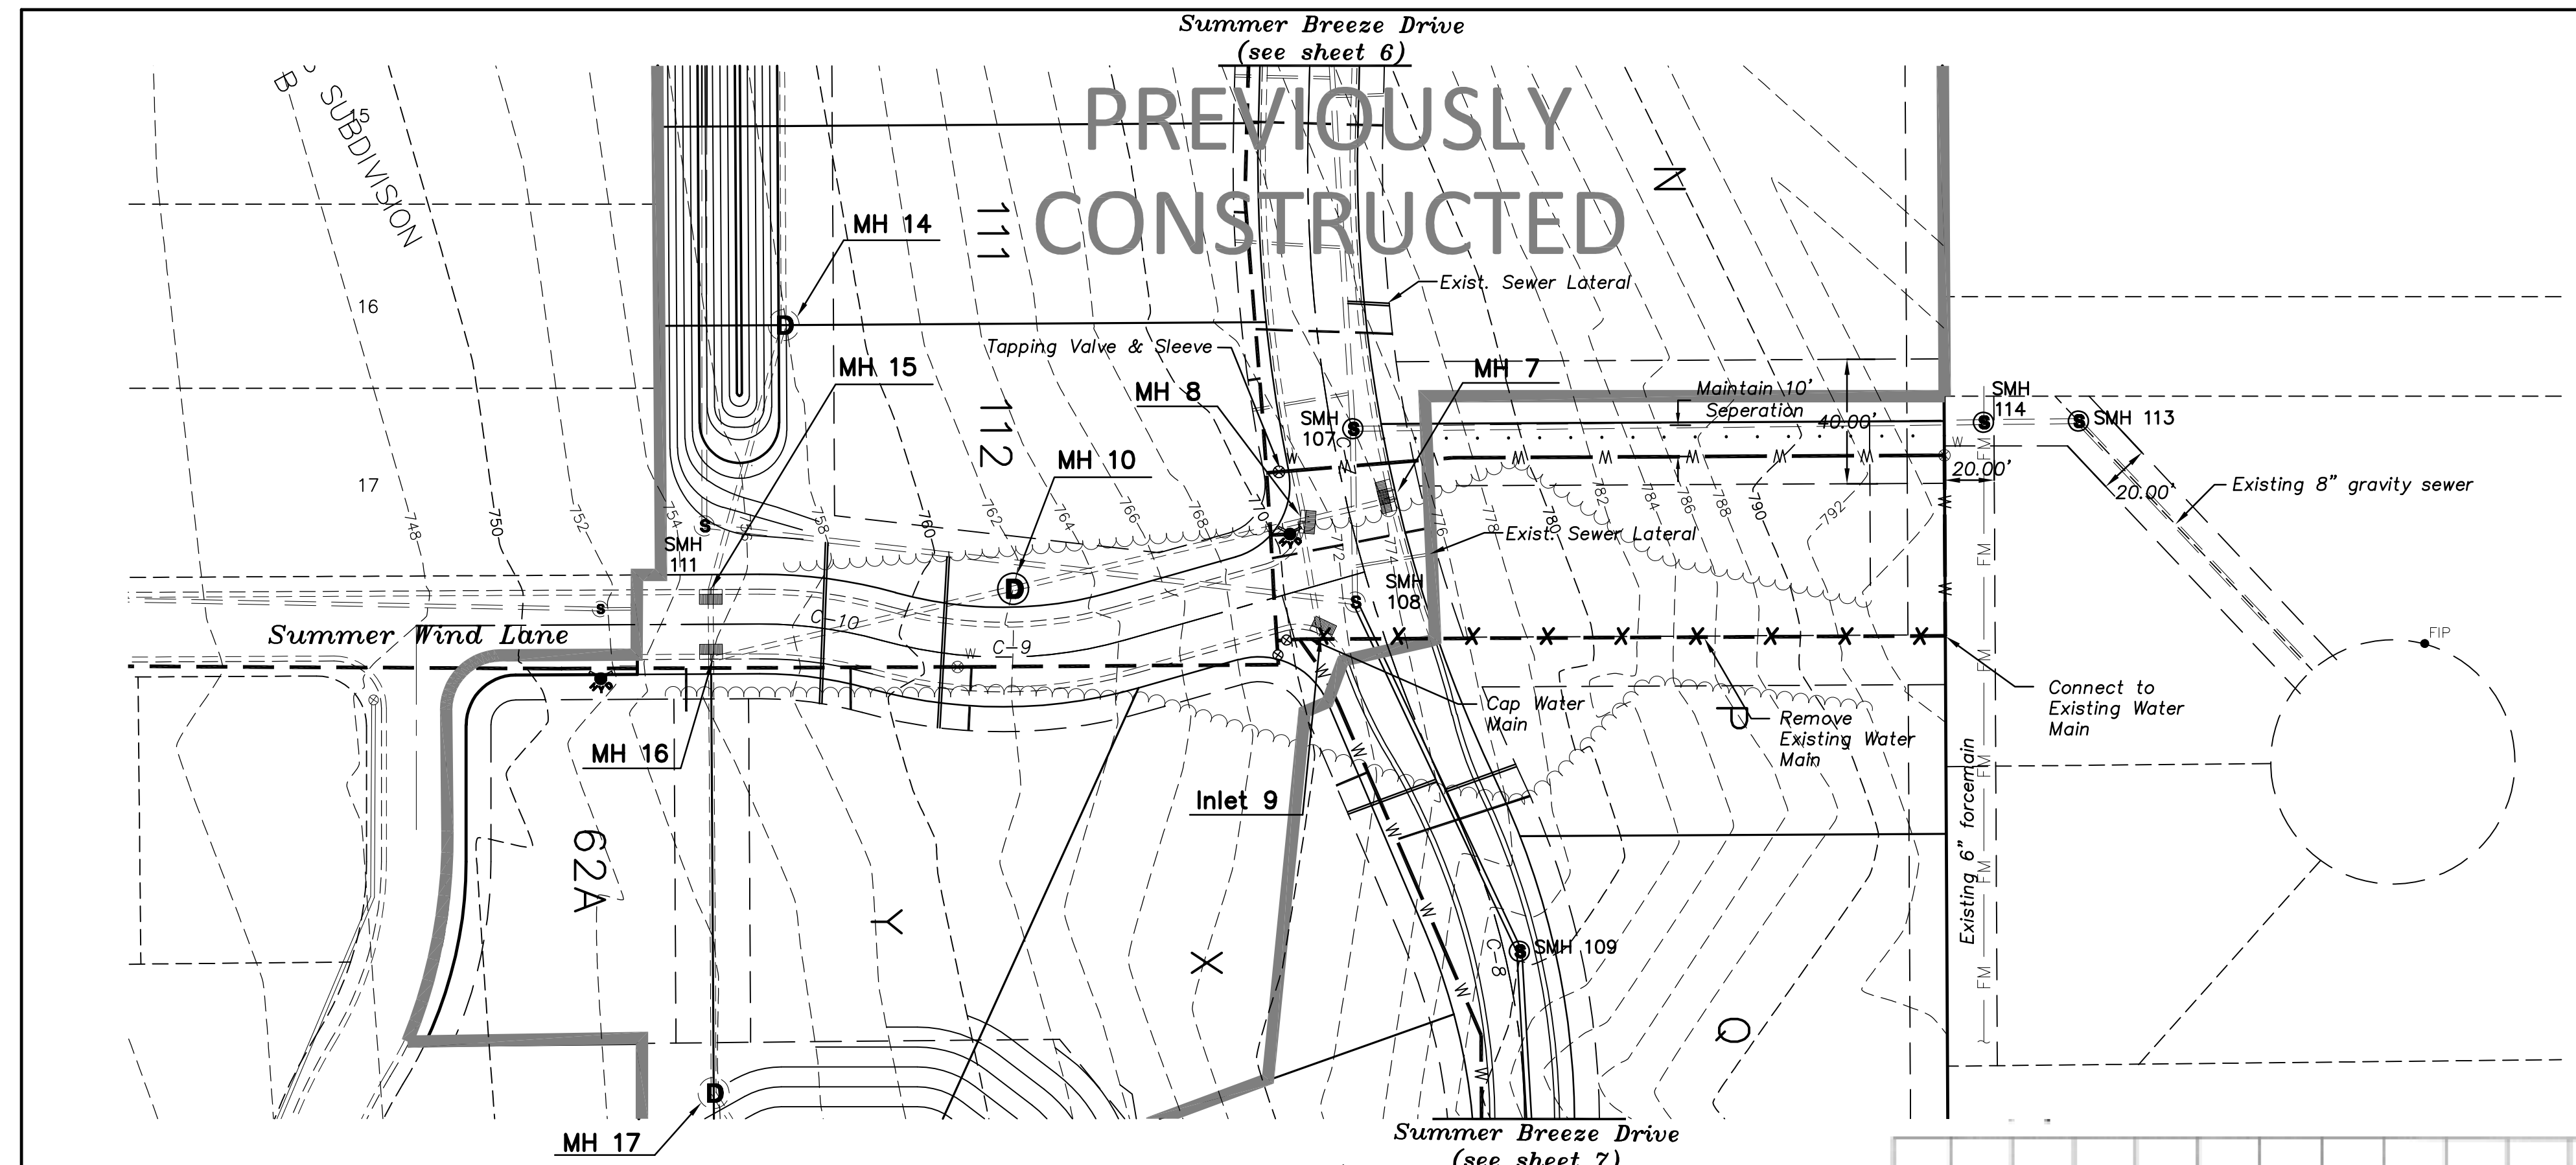 Summer Breeze Drive
(see sheet 6)
PREVIOUSLY
CONSTRUCTED
B
SUBDIVISION
15
16
17
MH 14
111
N
Exist. Sewer Lateral
Tapping Valve & Sleeve
MH 15
MH 7
MH 8
112
MH 10
SMH
107
Maintain 10'
Seperation
40.00'
SMH
114
SMH 113
W
20.00'
20.00'
Existing 8" gravity sewer
748
750
752
754
758
760
762
764
766
768
770
772
774
776
778
780
782
784
786
788
790
792
SMH
111
Exist. Sewer Lateral
SMH
108
Summer Wind Lane
C-10
C-9
W
FIP
Cap Water
Main
P
Remove
Existing Water
Main
Connect to
Existing Water
Main
MH 16
Inlet 9
62A
Y
X
C-8
SMH 109
Q
Existing 6" forcemain
FM
FM
FM
FM
FM
FM
MH 17
Summer Breeze Drive
(see sheet 7)